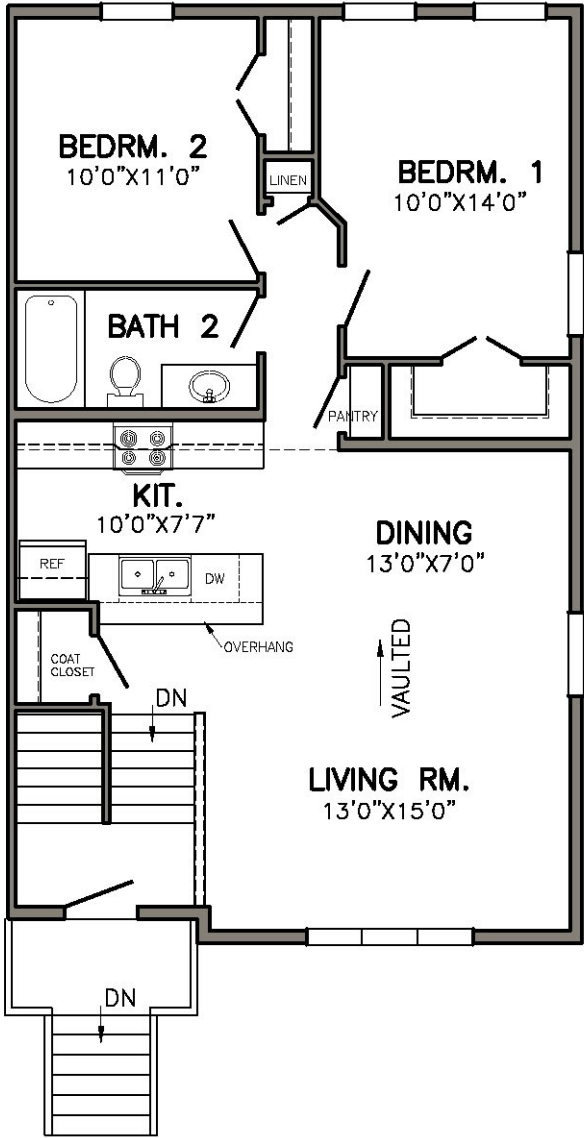 BEDRM. 2
10'0"X11'0"
LINEN
BEDRM. 1
10'0"X14'0"
BATH 2
PANTRY
KIT.
10'0"X7'7"
DINING
13'0"X7'0"
REF
DW
OVERHANG
COAT
CLOSET
VAULTED
DN
LIVING RM.
13'0"X15'0"
DN